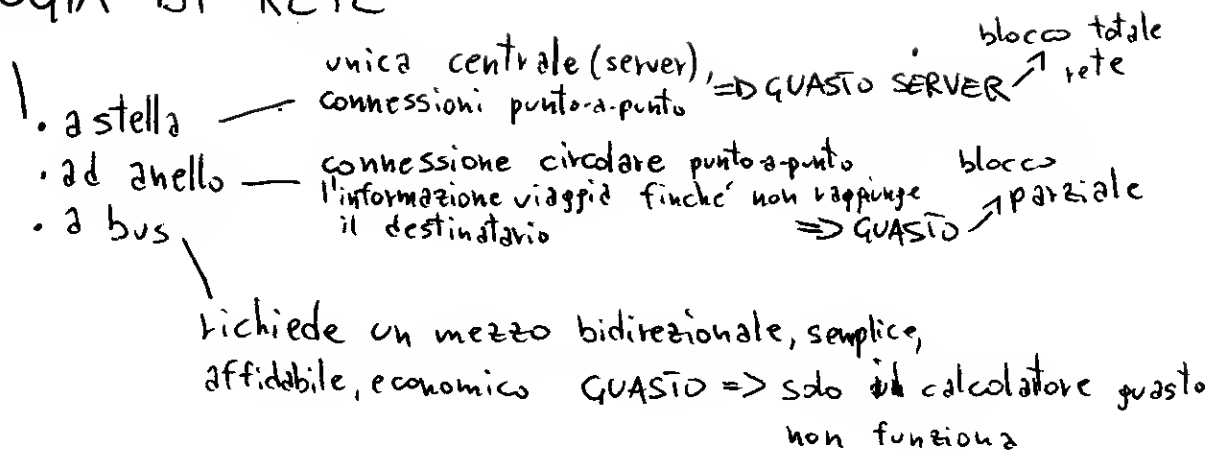 DI RETE
blocco totale
rete
unica centrale (server),
connessioni punto-a-punto => GUASTO SERVER
. a stella
. ad anello — connessione circolare punto-a-punto
l'informazione viaggia finché non raggiunge
il destinatario => GUASTO
blocco
parziale
. a bus
richiede un mezzo bidirezionale, semplice,
affidabile, economico GUASTO => solo il calcolatore guasto
non funziona